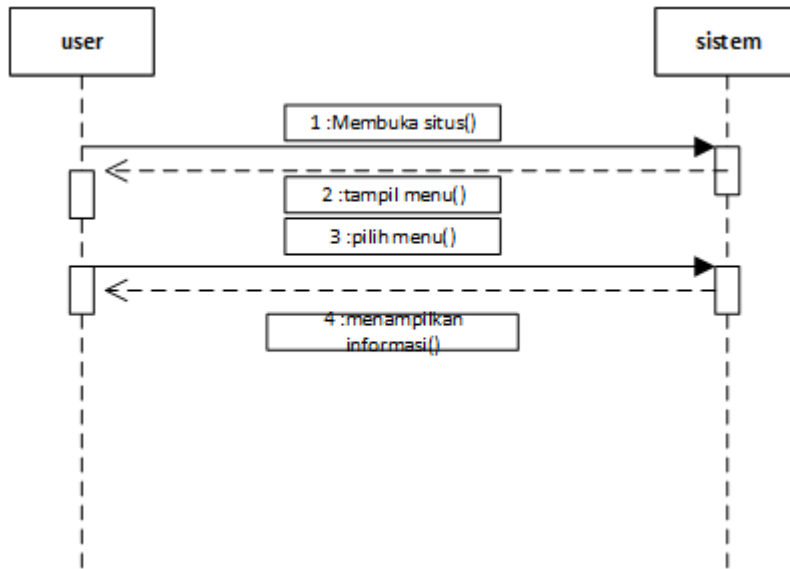 user
sistem
1 :Membuka situs()
2 :tampil menu()
3 :pilih menu()
4 :menampilkan
informasi()